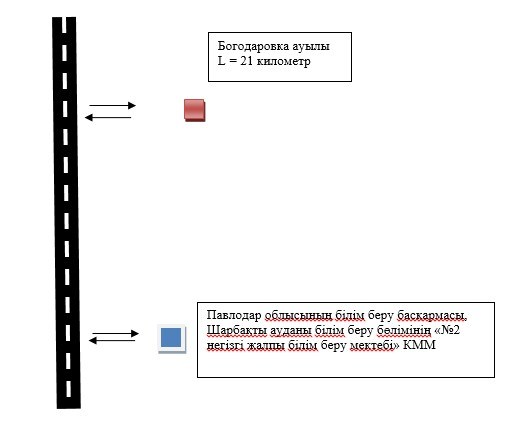 Богодаровка ауылы
L = 21 километр
Павлодар облысының білім беру басқармасы,
Шарбақты ауданы білім беру бөлімінің «№2
негізгі жалпы білім беру мектебі» КММ